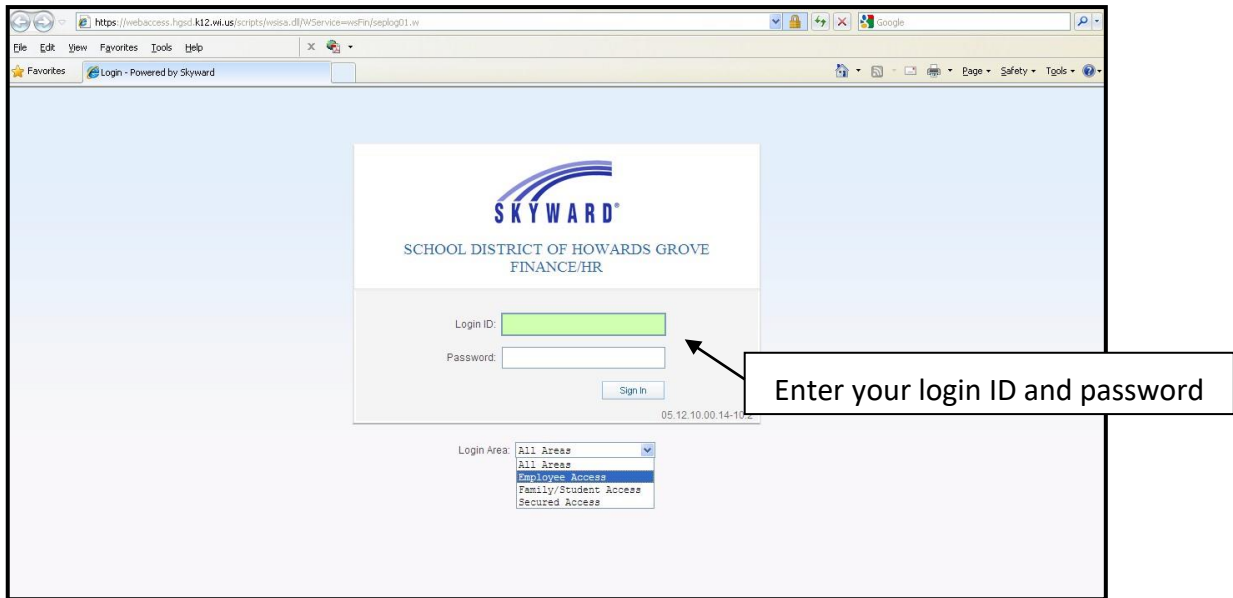 https://webaccess.hgsd.k12.wi.us/scripts/wsisa.dll/WService=wsFin/seplog01.w
Google
File Edit View Favorites Tools Help
X
Favorites
Login - Powered by Skyward
Page Safety Tools
SKYWARD®
SCHOOL DISTRICT OF HOWARDS GROVE
FINANCE/HR
Login ID:
Password:
Sign In
05.12.10.00.14-10.2
Enter your login ID and password
Login Area: All Areas
All Areas
Employee Access
Family/Student Access
Secured Access